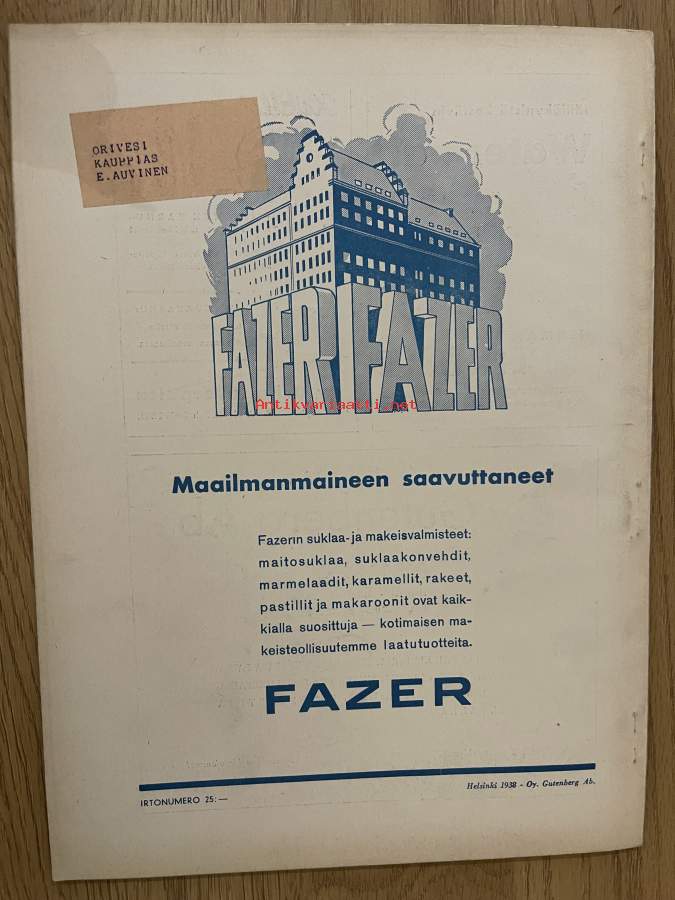 ORIVESI
KAUPPIAS
E.AUVINEN
FAZER FAZER
Antikvariaatti.net
Maailmanmaineen saavuttaneet
Fazerin suklaa- ja makeisvalmisteet:
maitosuklaa, suklaakonvehdit,
marmelaadit, karamellit, rakeet,
pastillit ja makaroonit ovat kaik-
kialla suosittuja — kotimaisen ma-
keisteollisuutemme laatutuotteita.
FAZER
IRTONUMERO 25:—
Helsinki 1938 - Oy. Gutenberg Ab.